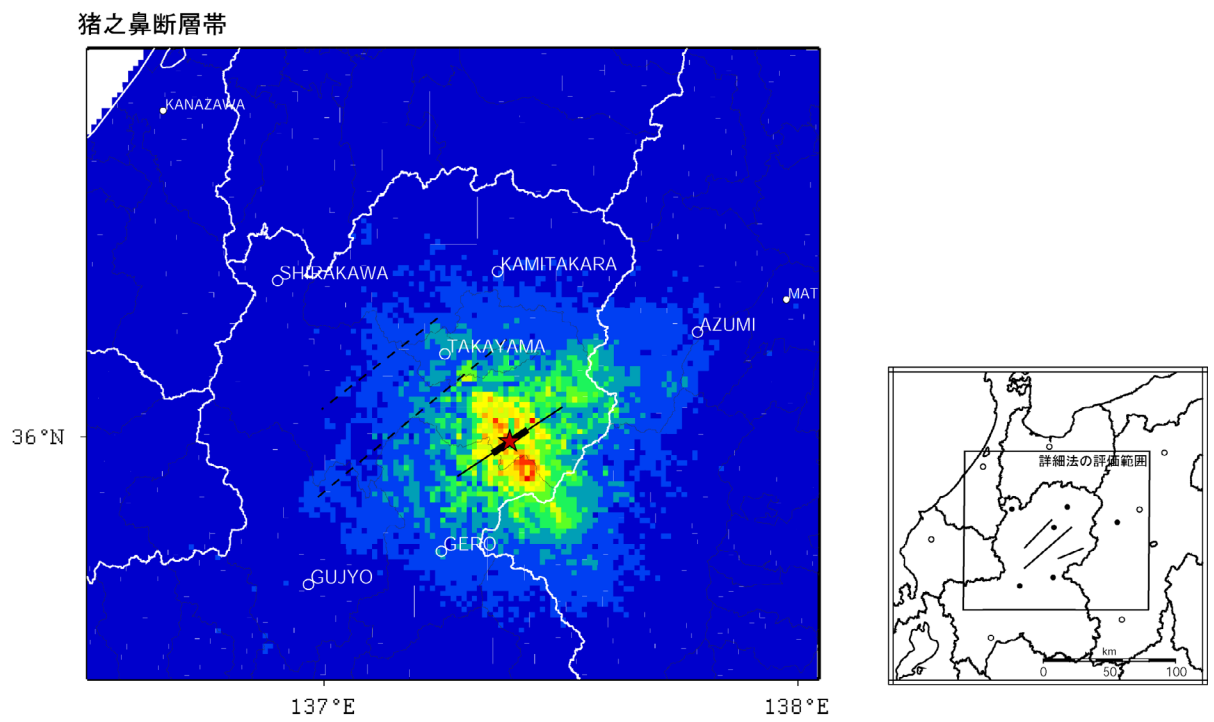 猪之鼻断層帯
KANAZAWA
SHIRAKAWA
KAMITAKARA
MAT
AZUMI
TAKAYAMA
36°N
GERO
GUJYO
137°E
138°E
詳細法の評価範囲
km
0 50 100